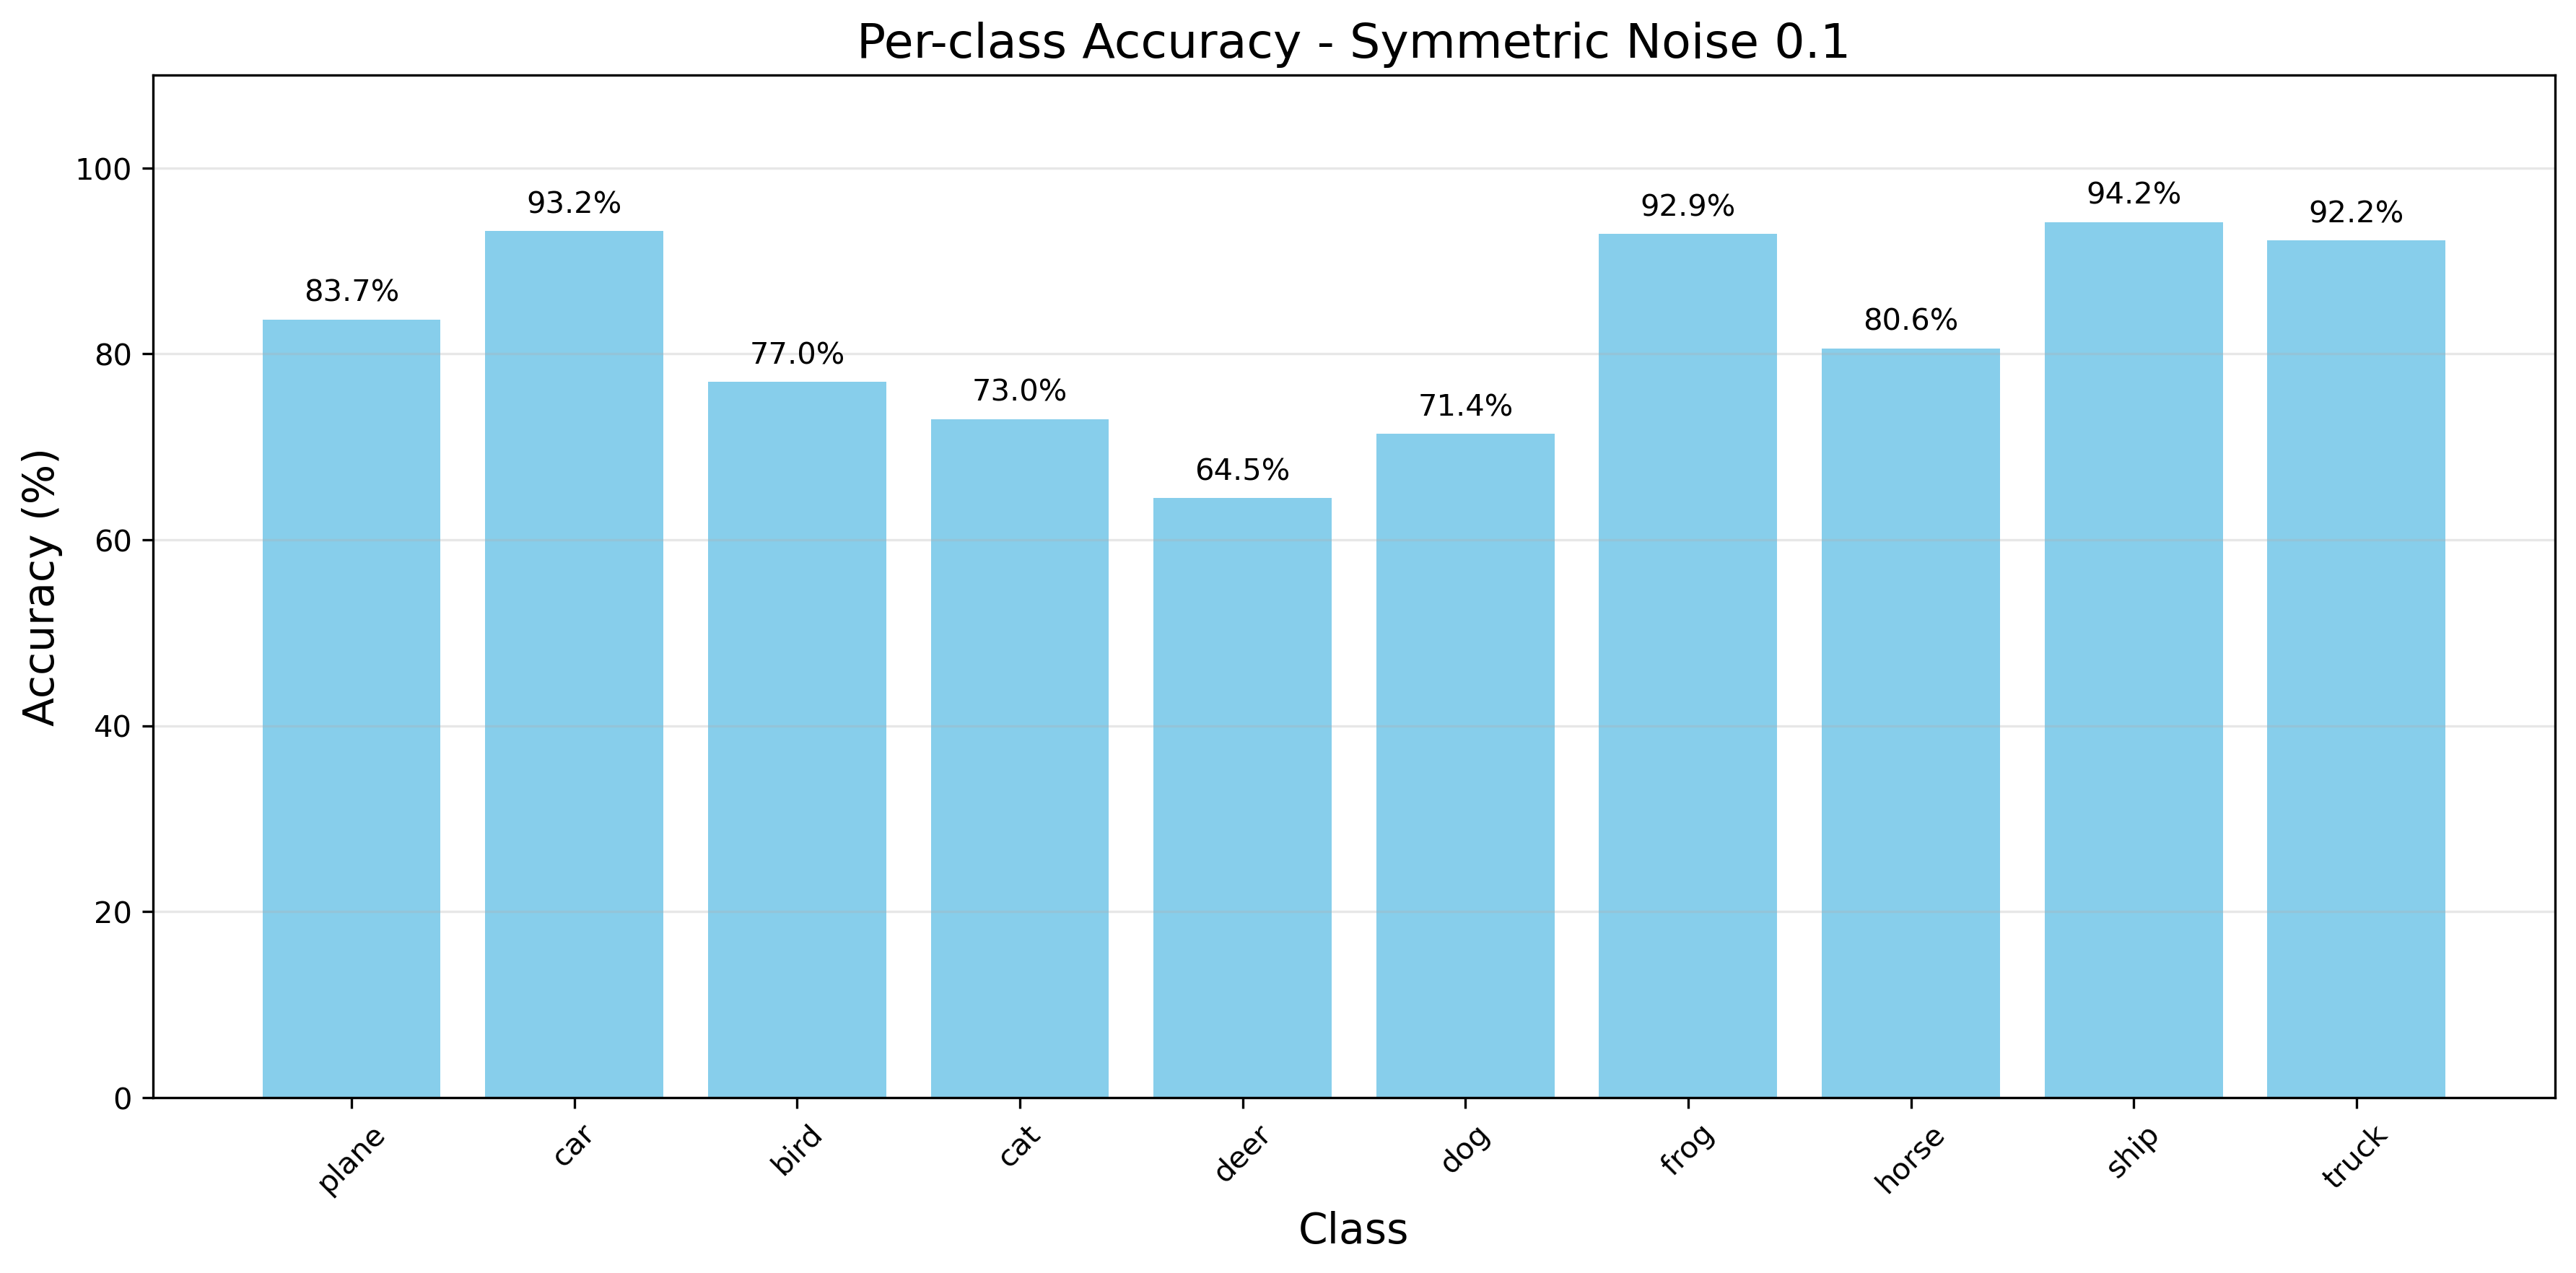 Per-class Accuracy - Symmetric Noise 0.1
Accuracy (%)
100
80
60
40
20
0
83.7%
93.2%
77.0%
73.0%
64.5%
71.4%
92.9%
80.6%
94.2%
92.2%
plane
car
bird
cat
deer
dog
frog
horse
ship
truck
Class